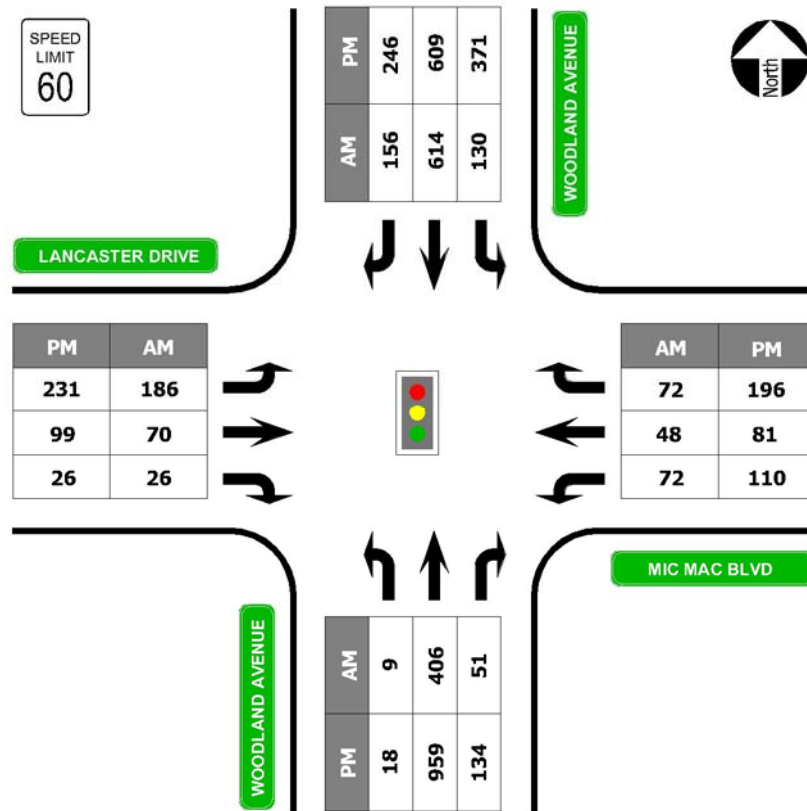 SPEED
LIMIT
60
PM 246 609 371
AM 156 614 130
WOODLAND AVENUE
North
LANCASTER DRIVE
PM AM
231 186
99 70
26 26
AM PM
72 196
48 81
72 110
MIC MAC BLVD
WOODLAND AVENUE
AM 9 406 51
PM 18 959 134